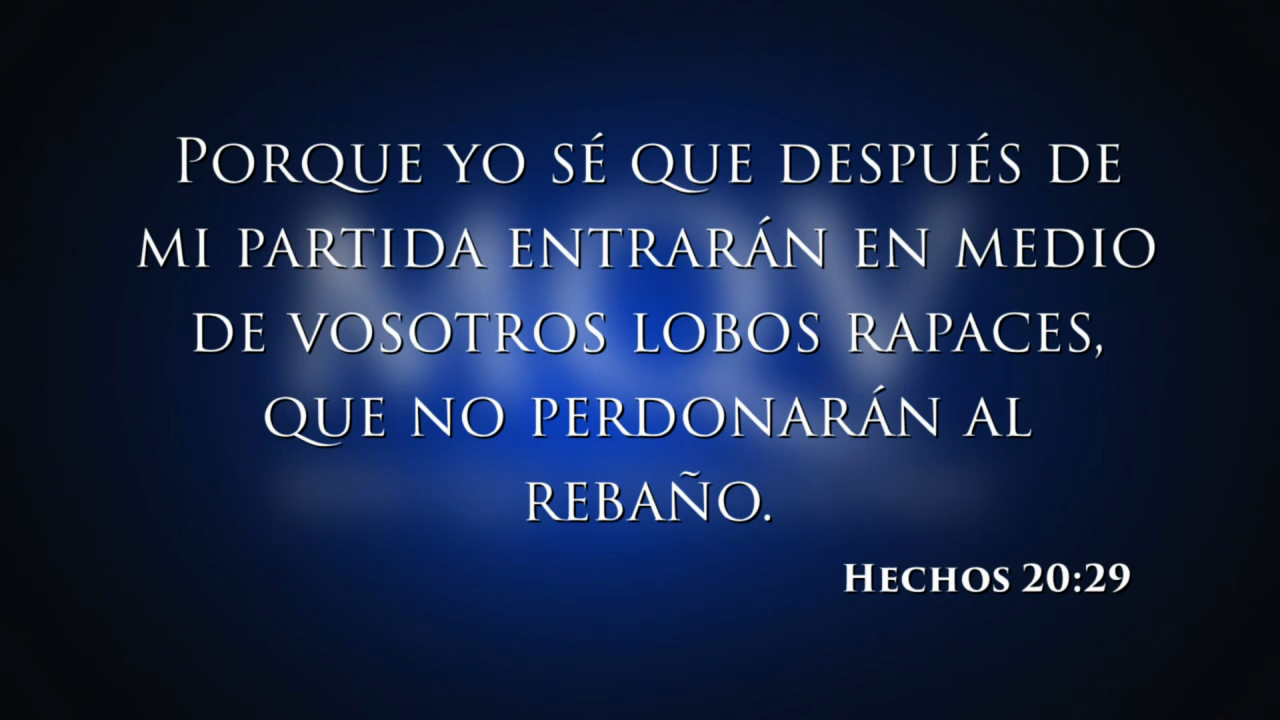 Porque yo sé que después de
mi partida entrarán en medio
de vosotros lobos rapaces,
que no perdonarán al
rebaño.
Hechos 20:29